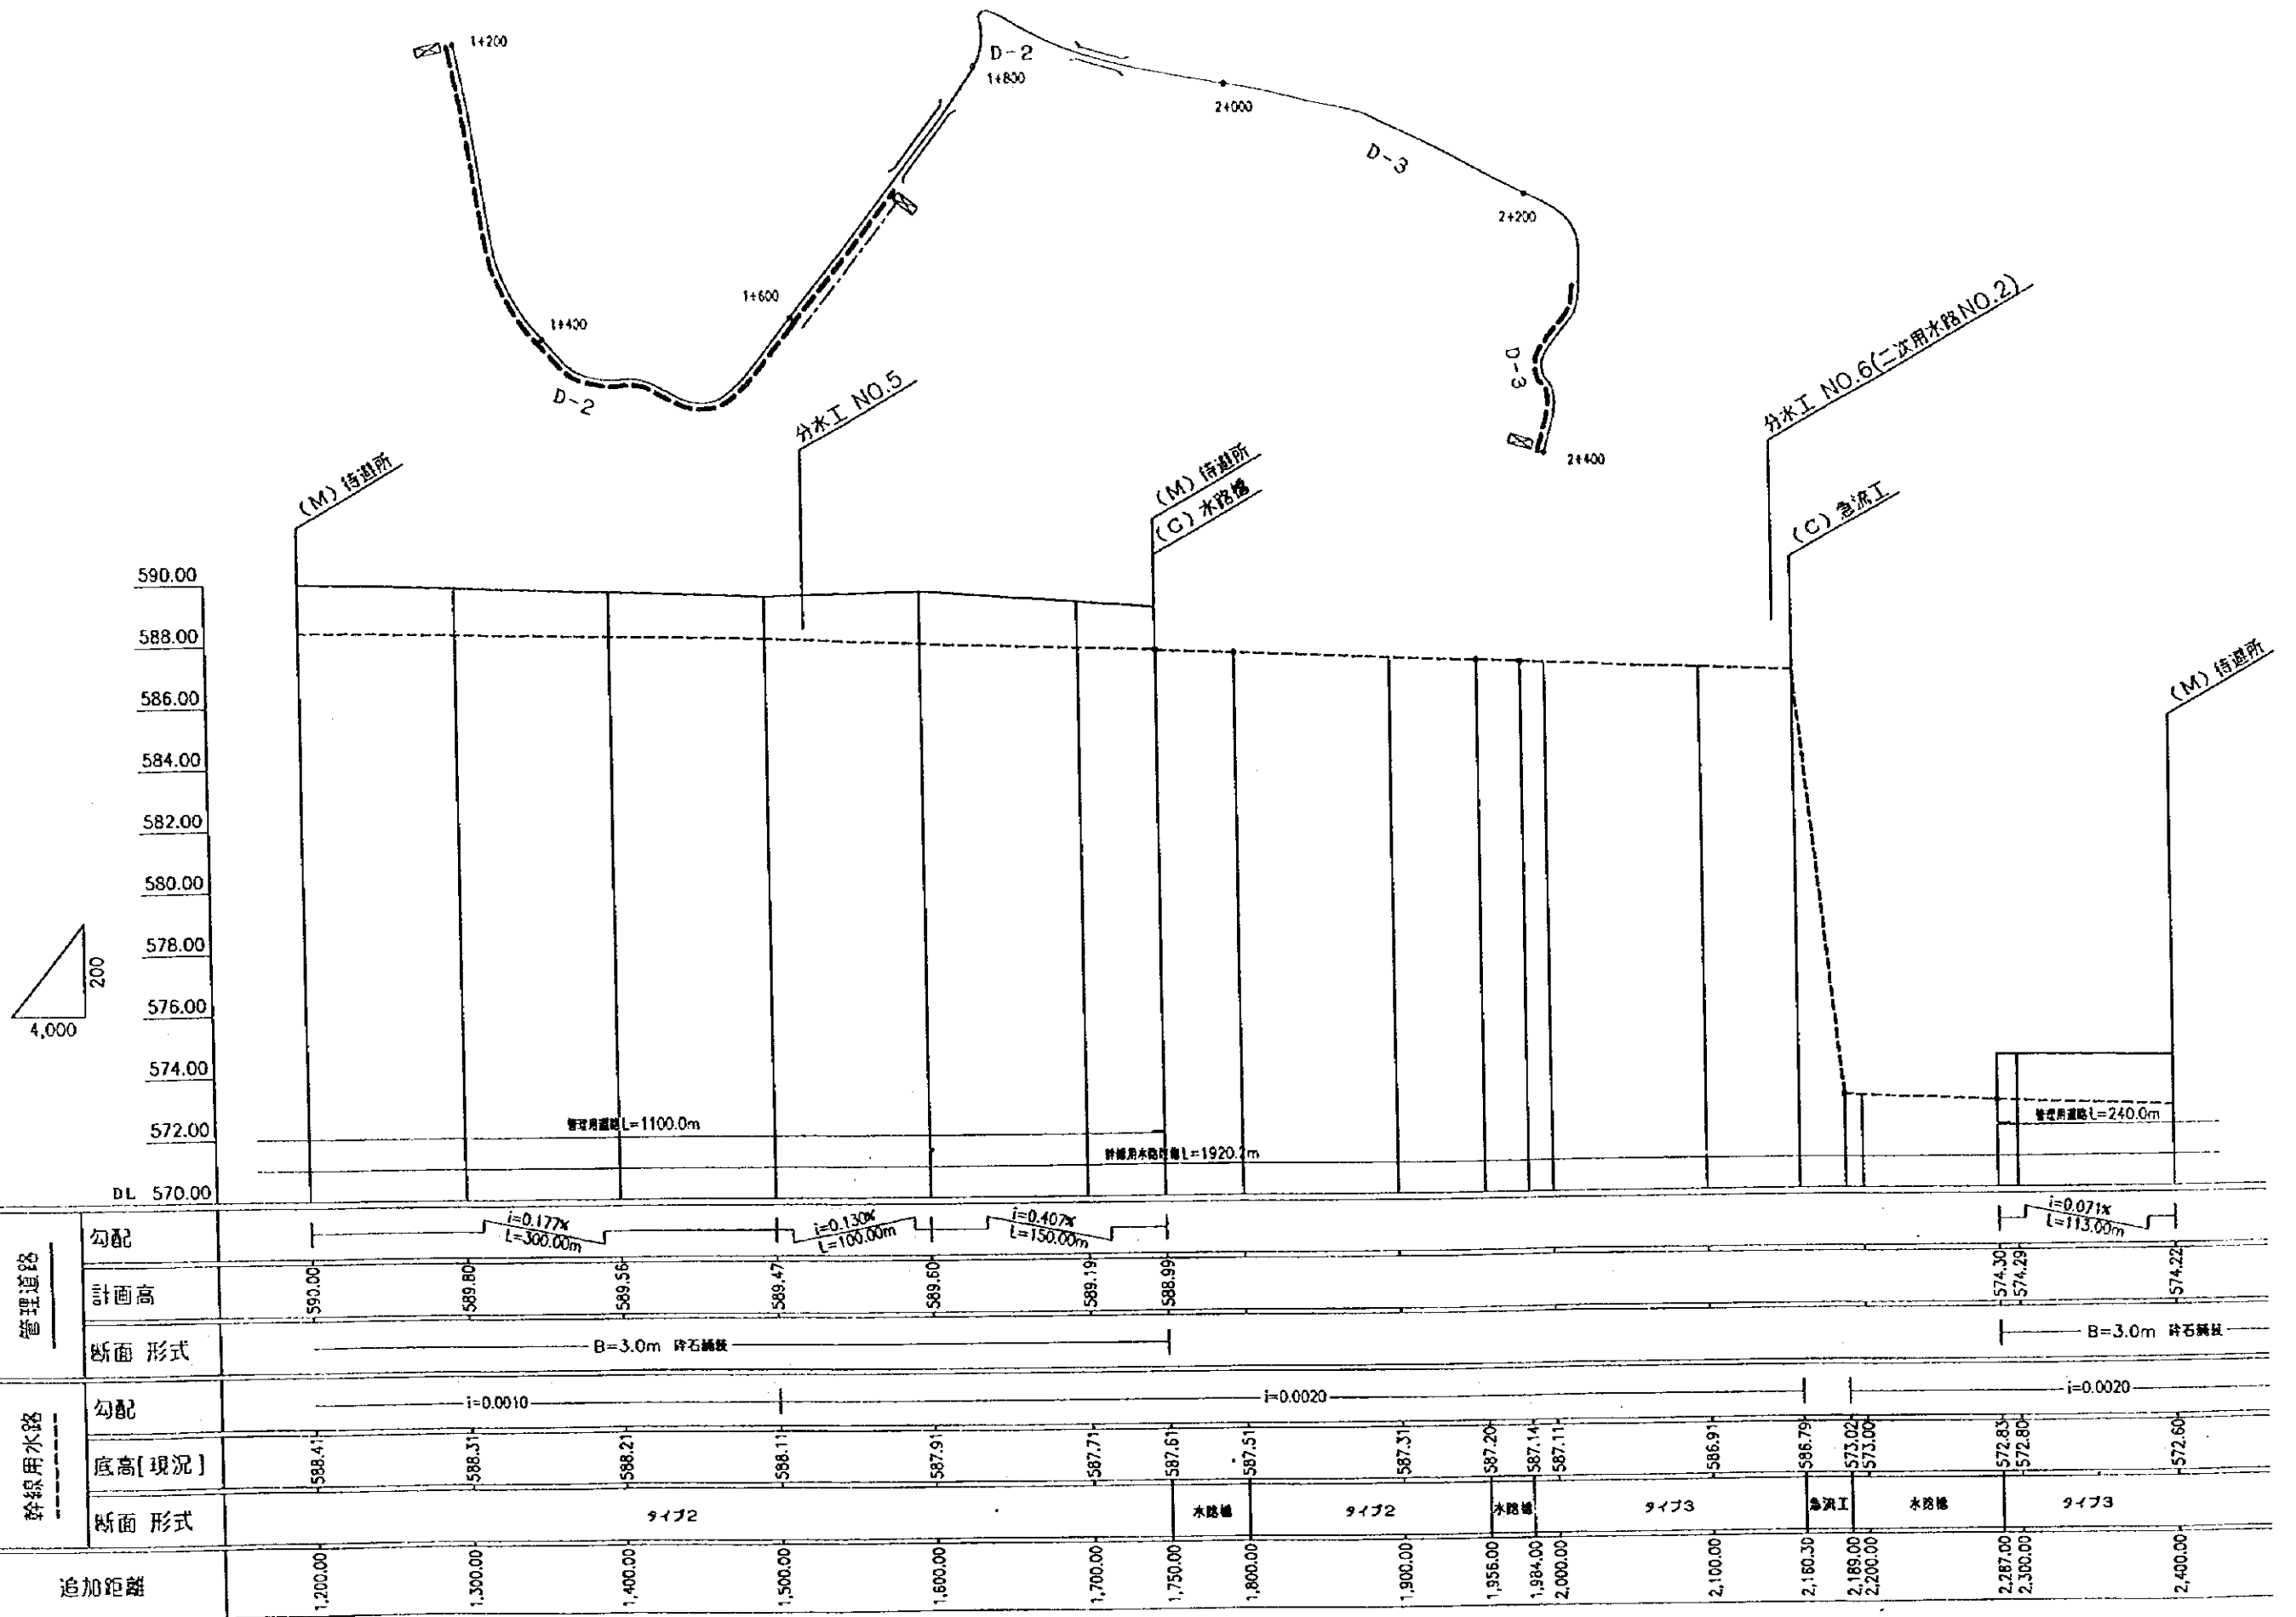 1+200
D-2
1+800
2+000
D-3
2+200
1+600
1+400
D-2
D-3
2+400
分水工 NO.5
分水工 NO.6(二次用水路NO.2)
(M) 待避所
(M) 待避所
(C) 水路橋
(C) 急流工
(M) 待避所
590.00
588.00
586.00
584.00
582.00
580.00
578.00
576.00
574.00
572.00
DL 570.00
200
4,000
管理用道路L=1100.0m
管理用道路L=240.0m
管理道路
勾配
i=0.177%
L=300.00m
i=0.130%
L=100.00m
i=0.407%
L=150.00m
i=0.071%
L=113.00m
計画高
590.00 589.80 589.56 589.47 589.60 589.19 588.99 574.30 574.29 574.22
断面 形式
B=3.0m 砕石舗装
B=3.0m 砕石舗装
幹線用水路
勾配
i=0.0010
i=0.0020
i=0.0020
底高[現況]
588.41 588.31 588.21 588.11 587.91 587.71 587.61 587.51 587.31 587.20 587.14 587.11 586.91 586.79 573.02 573.00 572.83 572.80 572.60
断面 形式
タイプ2 水路橋 タイプ2 水路橋 タイプ3 急流工 水路橋 タイプ3
追加距離
1,200.00 1,300.00 1,400.00 1,500.00 1,600.00 1,700.00 1,750.00 1,800.00 1,900.00 1,956.00 1,984.00 2,000.00 2,100.00 2,160.30 2,189.00 2,200.00 2,287.00 2,300.00 2,400.00